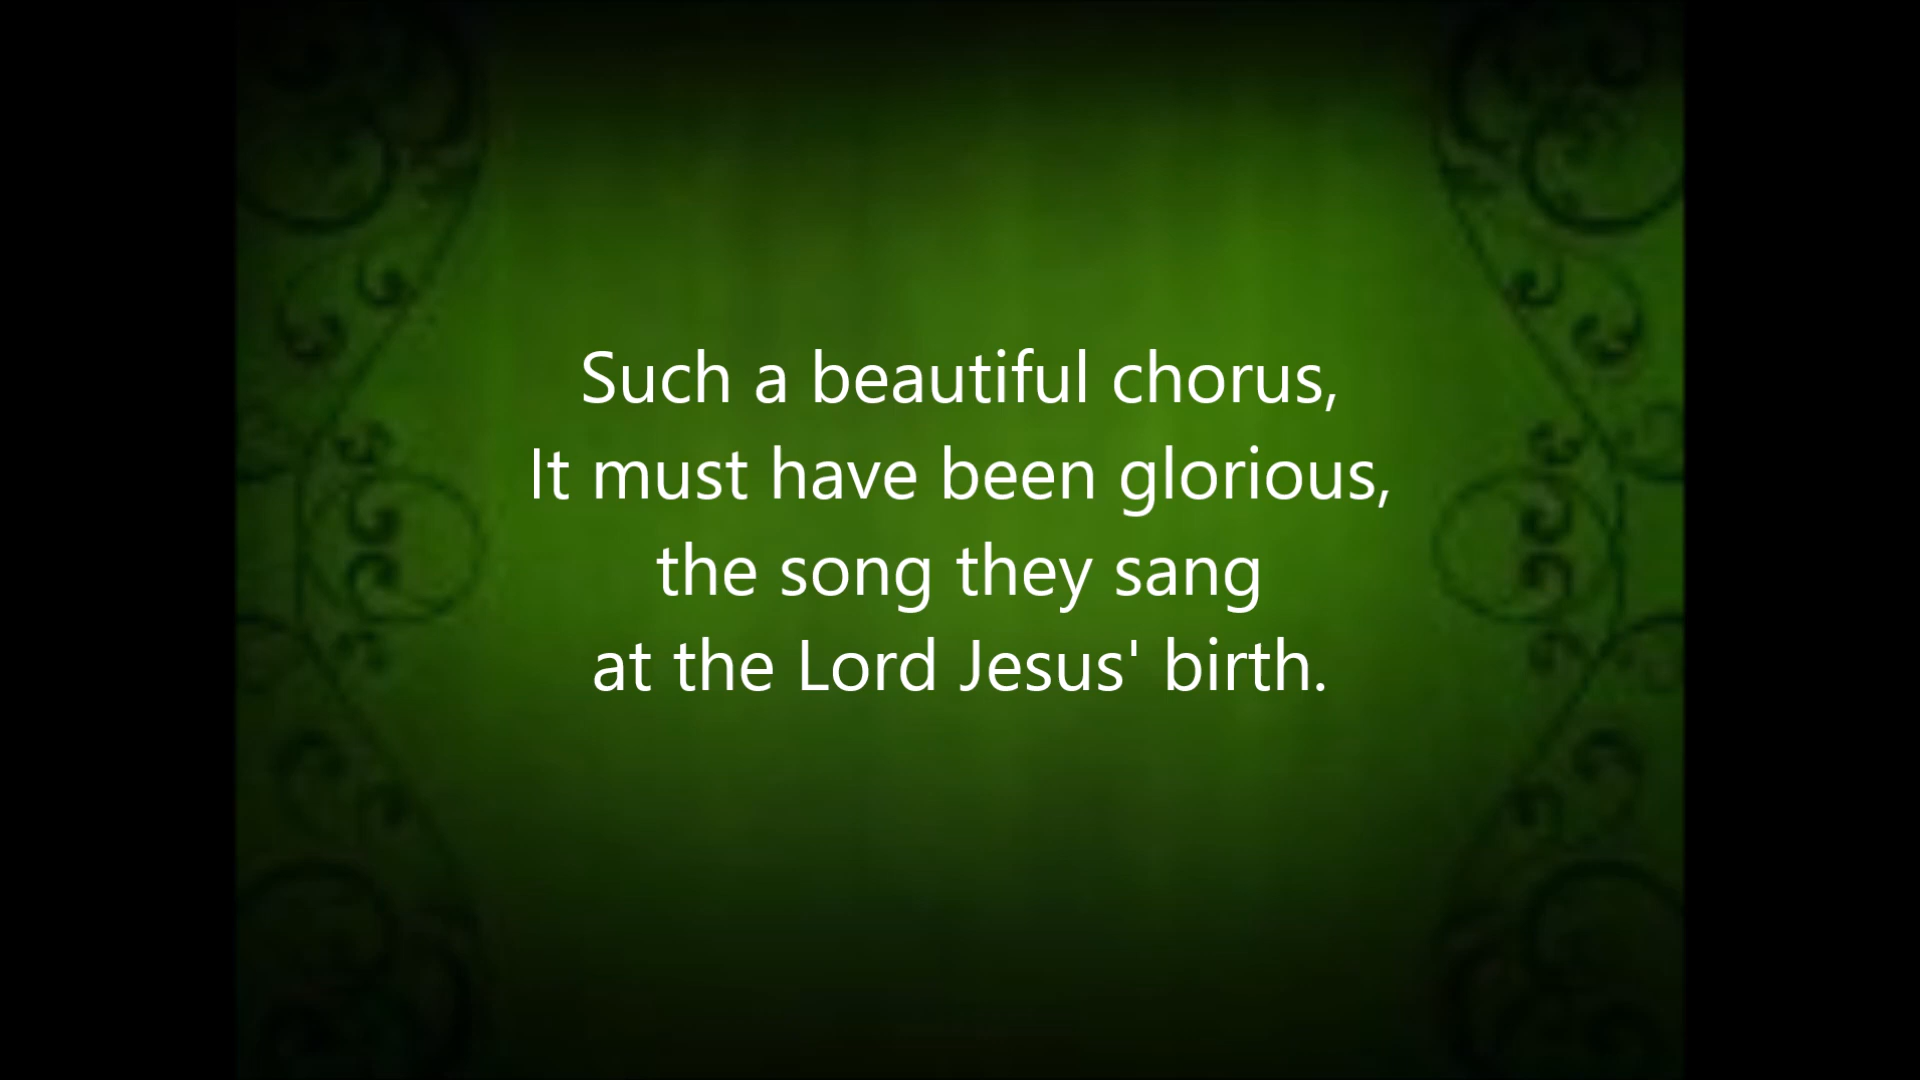 Such a beautiful chorus,
It must have been glorious,
the song they sang
at the Lord Jesus' birth.